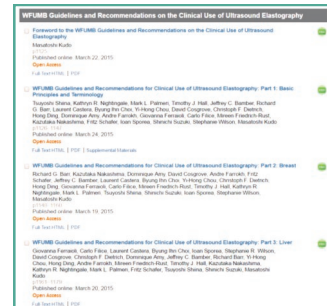 WFUMB Guidelines and Recommendations on the Clinical Use of Ultrasound Elastography
Foreword to the WFUMB Guidelines and Recommendations on the Clinical Use of Ultrasound
Elastography
Masatoshi Kudo
Published online: March 22, 2015
Open Access
Full Text HTML | PDF
WFUMB Guidelines and Recommendations for Clinical Use of Ultrasound Elastography: Part 1: Basic
Principles and Terminology
Tsuyoshi Shiina, Kathryn R. Nightingale, Mark L. Palmeri, Timothy J. Hall, Jeffrey C. Bamber, Richard
G. Barr, Laurent Castera, Byung Ihn Choi, Yi-Hong Chou, David Cosgrove, Christoph F. Dietrich,
Hong Ding, Dominique Amy, Andre Farrokh, Giovanna Ferraioli, Carlo Filice, Mireen Friedrich-Rust,
Kazutaka Nakashima, Fritz Schafer, Ioan Sporea, Shinichi Suzuki, Stephanie Wilson, Masatoshi Kudo
Published online: March 24, 2015
Open Access
Full Text HTML | PDF | Supplemental Materials
WFUMB Guidelines and Recommendations for Clinical Use of Ultrasound Elastography: Part 2: Breast
Richard G. Barr, Kazutaka Nakashima, Dominique Amy, David Cosgrove, Andre Farrokh, Fritz
Schafer, Jeffrey C. Bamber, Laurent Castera, Byung Ihn Choi, Yi-Hong Chou, Christoph F. Dietrich,
Hong Ding, Giovanna Ferraioli, Carlo Filice, Mireen Friedrich-Rust, Timothy J. Hall, Kathryn R.
Nightingale, Mark L. Palmeri, Tsuyoshi Shiina, Shinichi Suzuki, Ioan Sporea, Stephanie Wilson,
Masatoshi Kudo
Published online: March 19, 2015
Open Access
Full Text HTML | PDF
WFUMB Guidelines and Recommendations for Clinical Use of Ultrasound Elastography: Part 3: Liver
Giovanna Ferraioli, Carlo Filice, Laurent Castera, Byung Ihn Choi, Ioan Sporea, Stephanie R. Wilson,
David Cosgrove, Christoph F. Dietrich, Dominique Amy, Jeffrey C. Bamber, Richard Barr, Yi-Hong
Chou, Hong Ding, Andre Farrokh, Mireen Friedrich-Rust, Timothy J. Hall, Kazutaka Nakashima,
Kathryn R. Nightingale, Mark L. Palmeri, Fritz Schafer, Tsuyoshi Shiina, Shinichi Suzuki, Masatoshi
Kudo
Published online: March 20, 2015
Open Access
Full Text HTML | PDF